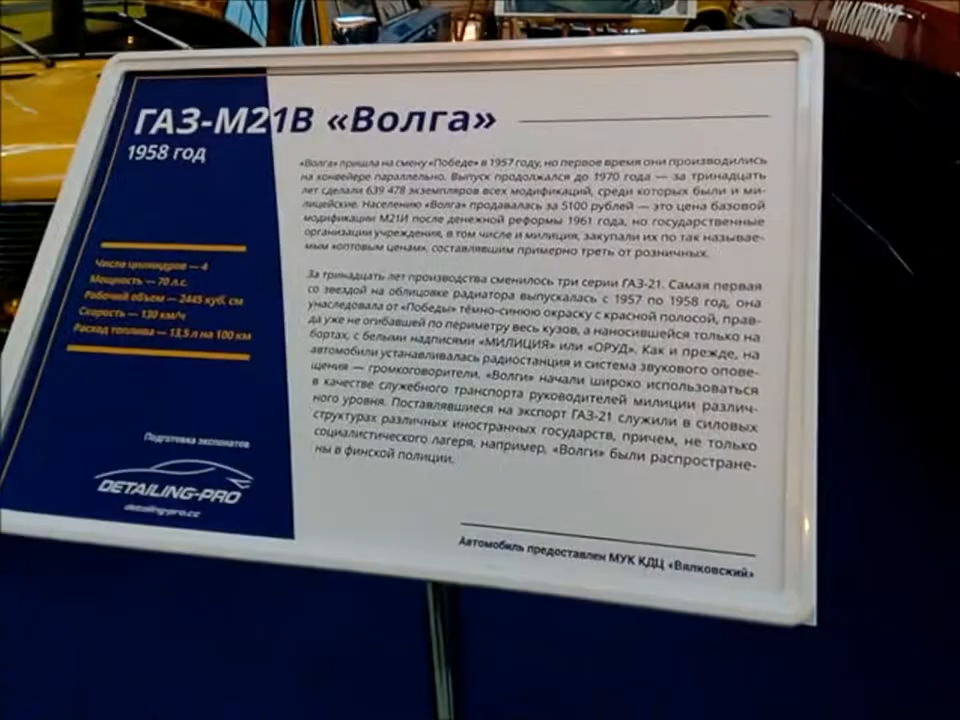 МИЛИЦИЯ
ГАЗ-М21В «Волга»
1958 год
Число цилиндров — 4
Мощность — 70 л.с.
Рабочий объем — 2445 куб. см
Скорость — 130 км/ч
Расход топлива — 13,5 л на 100 км
Подготовка экспонатов
DETAILING-PRO
detailing-pro.cc
«Волга» пришла на смену «Победе» в 1957 году, но первое время они производились
на конвейере параллельно. Выпуск продолжался до 1970 года — за тринадцать
лет сделали 639 478 экземпляров всех модификаций, среди которых были и ми-
лицейские. Населению «Волга» продавалась за 5100 рублей — это цена базовой
модификации М21И после денежной реформы 1961 года, но государственные
организации учреждения, в том числе и милиция, закупали их по так называе-
мым «оптовым ценам», составлявшим примерно треть от розничных.
За тринадцать лет производства сменилось три серии ГАЗ-21. Самая первая
со звездой на облицовке радиатора выпускалась с 1957 по 1958 год, она
унаследовала от «Победы» тёмно-синюю окраску с красной полосой, прав-
да уже не огибавшей по периметру весь кузов, а наносившейся только на
бортах, с белыми надписями «МИЛИЦИЯ» или «ОРУД». Как и прежде, на
автомобили устанавливалась радиостанция и система звукового опове-
щения — громкоговорители. «Волги» начали широко использоваться
в качестве служебного транспорта руководителей милиции различ-
ного уровня. Поставлявшиеся на экспорт ГАЗ-21 служили в силовых
структурах различных иностранных государств, причем, не только
социалистического лагеря, например, «Волги» были распростране-
ны в финской полиции.
Автомобиль предоставлен МУК КДЦ «Вялковский»